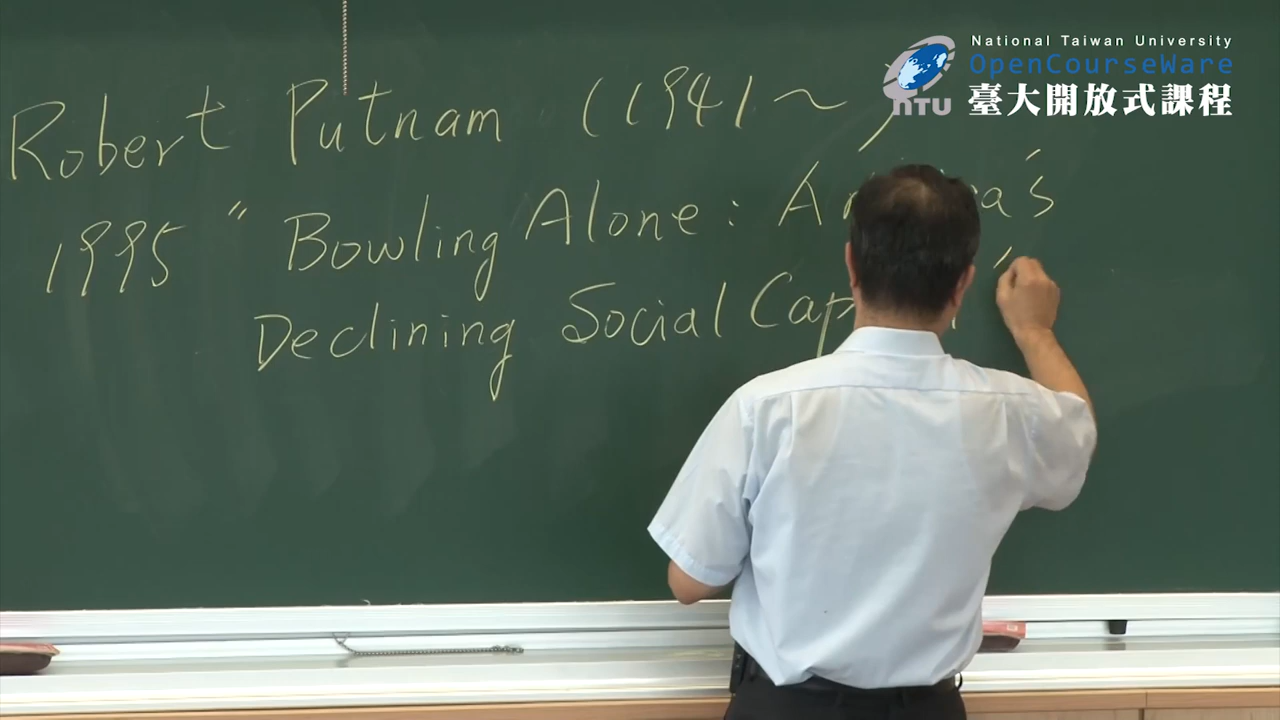 National Taiwan University
OpenCourseWare
臺大開放式課程
NTU
Robert Putnam (1941~ )
1995 "Bowling Alone: A 's
Declining Social "